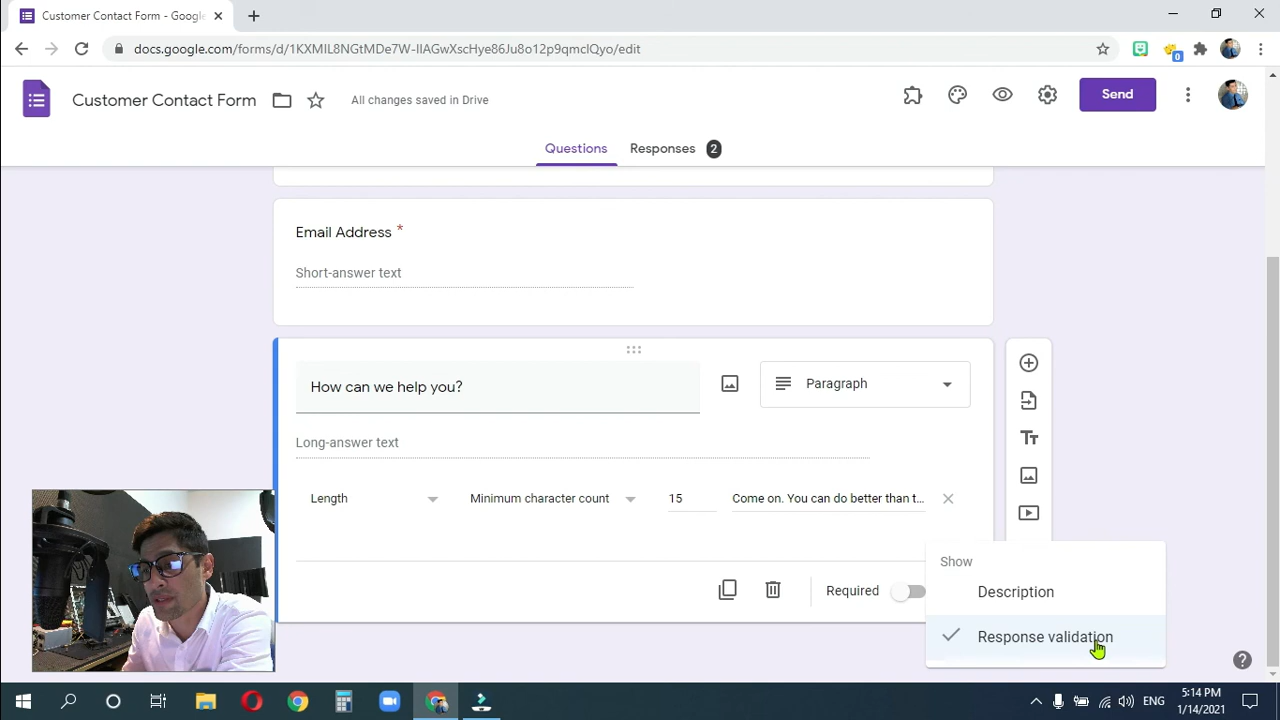 Customer Contact Form - Google
docs.google.com/forms/d/1KXMIL8NGtMDe7W-IIAGwXscHye86Ju8o12p9qmclQyo/edit
0
Customer Contact Form
All changes saved in Drive
Send
Questions
Responses 2
Email Address *
Short-answer text
How can we help you?
Paragraph
Long-answer text
Length
Minimum character count
15
Come on. You can do better than t...
Required
Show
Description
Response validation
ENG
5:14 PM
1/14/2021